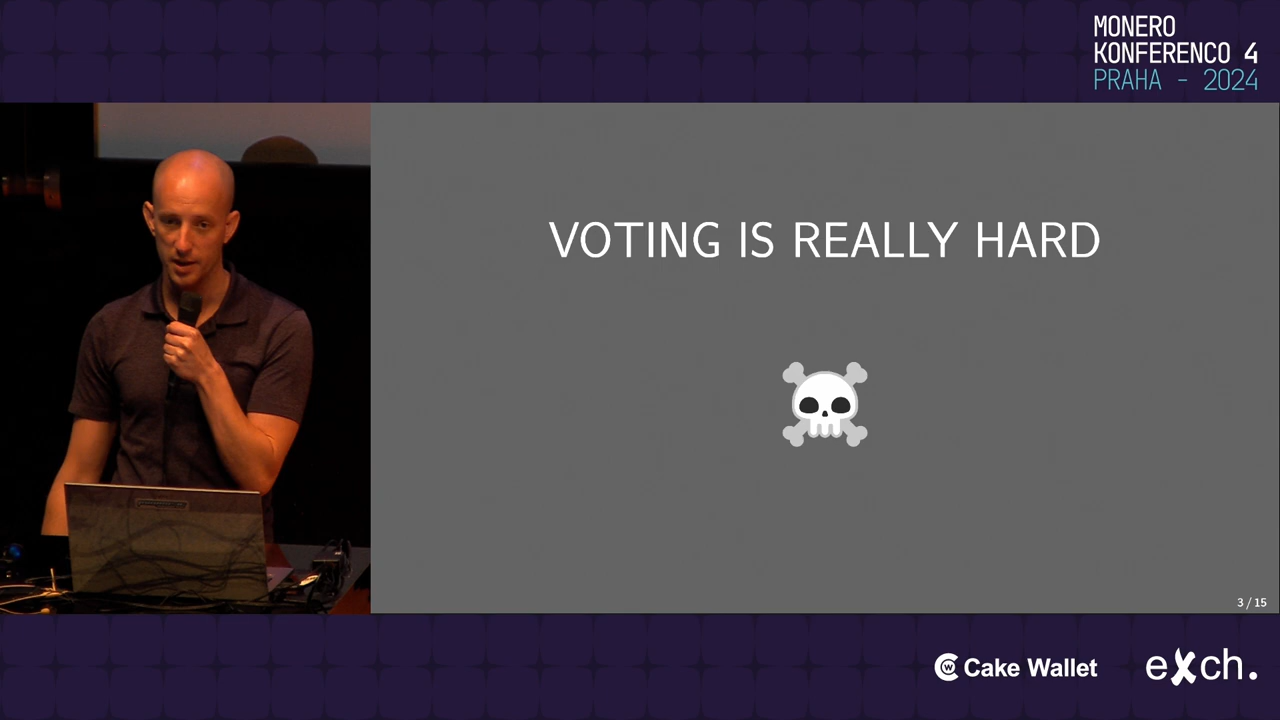 MONERO
KONFERENCO 4
PRAHA - 2024
VOTING IS REALLY HARD
3 / 15
Cake Wallet
exch.